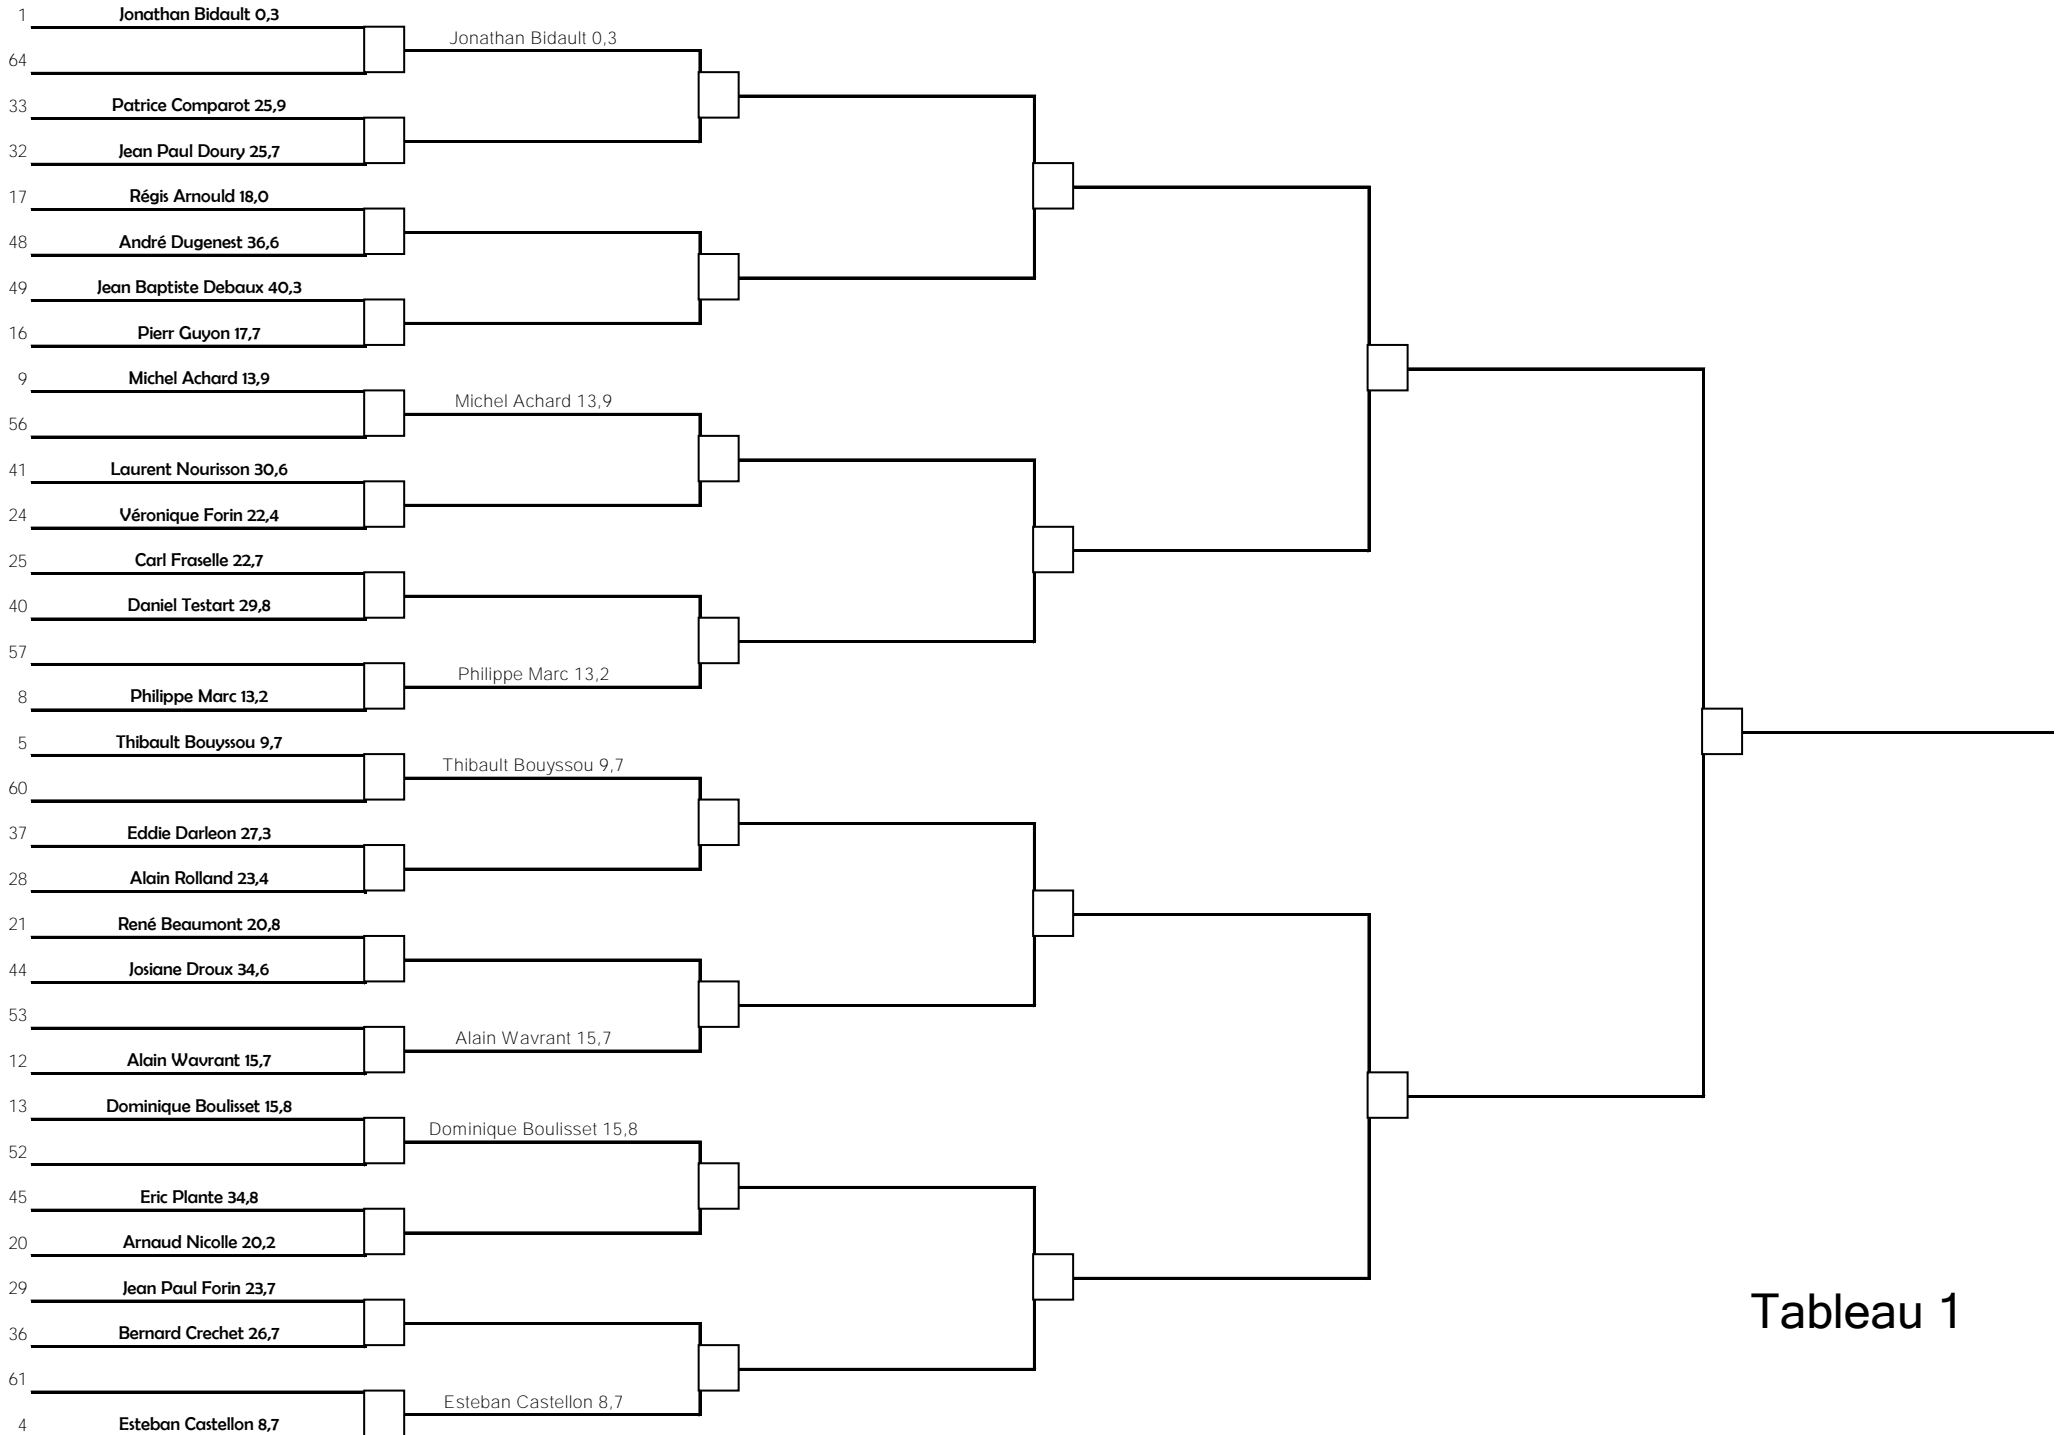 1 Jonathan Bidault 0,3
Jonathan Bidault 0,3
64
33 Patrice Comparot 25,9
32 Jean Paul Doury 25,7
17 Régis Arnould 18,0
48 André Dugenest 36,6
49 Jean Baptiste Debaux 40,3
16 Pierr Guyon 17,7
9 Michel Achard 13,9
Michel Achard 13,9
56
41 Laurent Nourisson 30,6
24 Véronique Forin 22,4
25 Carl Fraselle 22,7
40 Daniel Testart 29,8
57
Philippe Marc 13,2
8 Philippe Marc 13,2
5 Thibault Bouyssou 9,7
Thibault Bouyssou 9,7
60
37 Eddie Darleon 27,3
28 Alain Rolland 23,4
21 René Beaumont 20,8
44 Josiane Droux 34,6
53
Alain Wavrant 15,7
12 Alain Wavrant 15,7
13 Dominique Boulisset 15,8
Dominique Boulisset 15,8
52
45 Eric Plante 34,8
20 Arnaud Nicolle 20,2
29 Jean Paul Forin 23,7
Tableau 1
36 Bernard Crechet 26,7
61
Esteban Castellon 8,7
4 Esteban Castellon 8,7